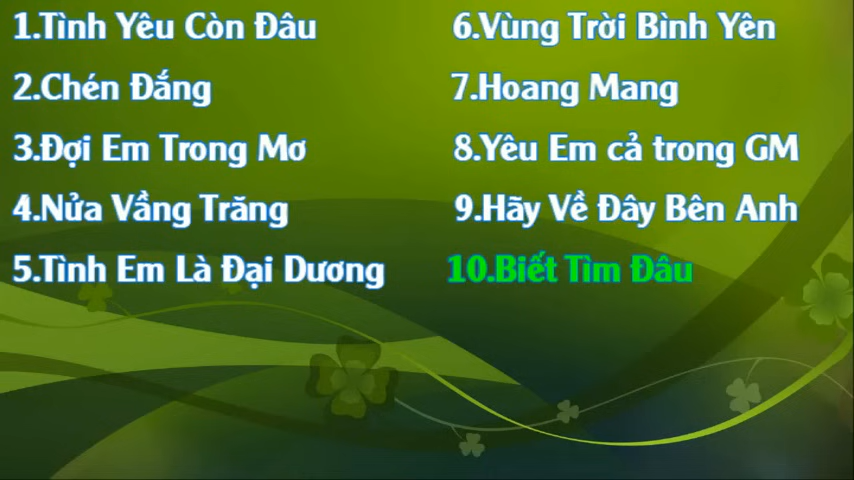 1.Tình Yêu Còn Đâu
2.Chén Đắng
3.Đợi Em Trong Mơ
4.Nửa Vầng Trăng
5.Tình Em Là Đại Dương
6.Vùng Trời Bình Yên
7.Hoang Mang
8.Yêu Em cả trong GM
9.Hãy Về Đây Bên Anh
10.Biết Tìm Đâu